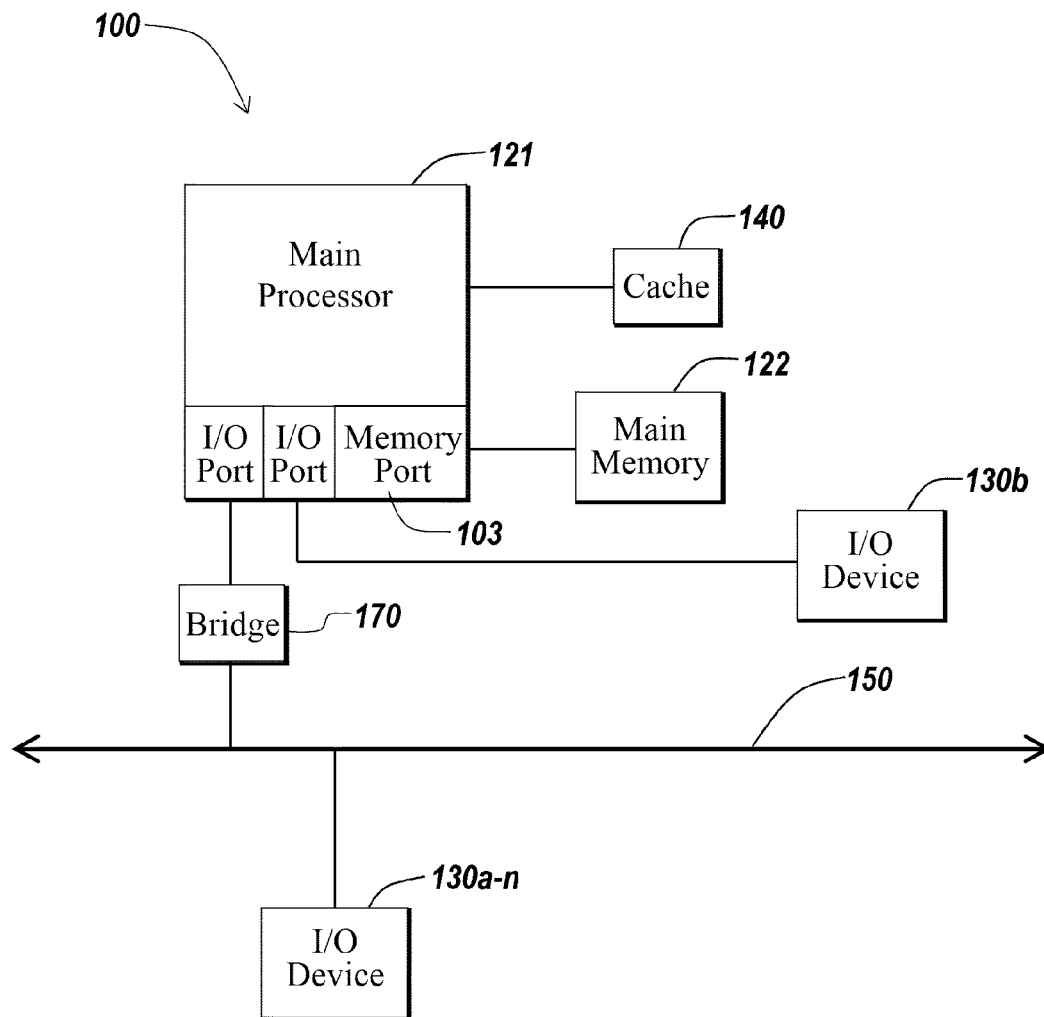 100
121
Main
Processor
140
Cache
122
Main
Memory
I/O
Port
I/O
Port
Memory
Port
103
130b
I/O
Device
Bridge
170
150
130a-n
I/O
Device